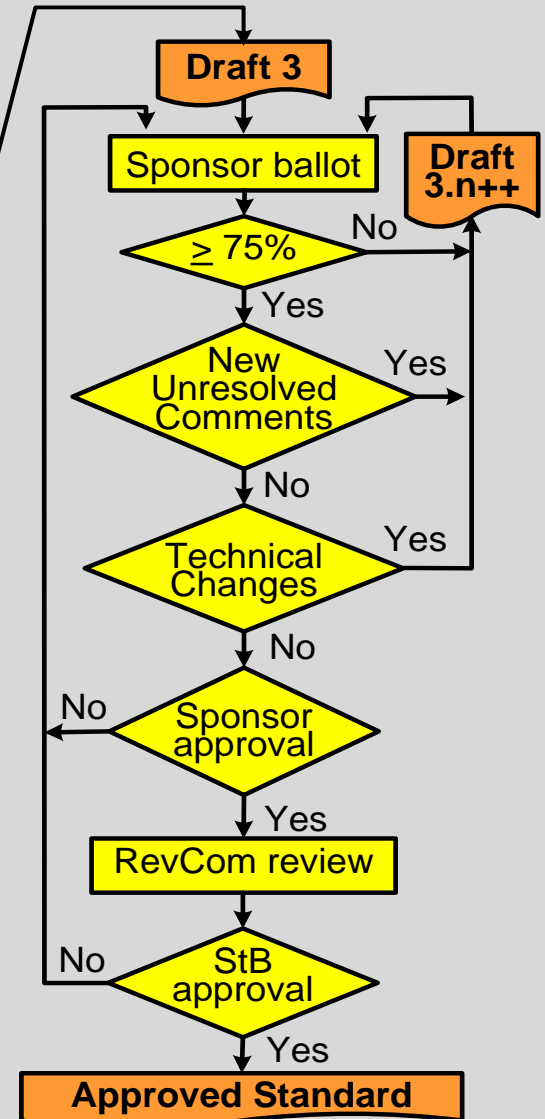 Draft 3
Sponsor ballot
Draft
3.n++
≥ 75%
No
Yes
New
Unresolved
Comments
Yes
No
Technical
Changes
Yes
No
Sponsor
approval
No
Yes
RevCom review
StB
approval
No
Yes
Approved Standard